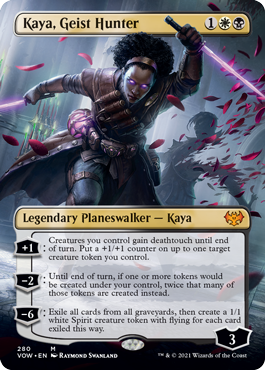 Kaya, Geist Hunter 1
Legendary Planeswalker — Kaya
+1: Creatures you control gain deathtouch until end
of turn. Put a +1/+1 counter on up to one target
creature token you control.
−2: Until end of turn, if one or more tokens would
be created under your control, twice that many
of those tokens are created instead.
−6: Exile all cards from all graveyards, then create a 1/1
white Spirit creature token with flying for each card
exiled this way.
3
280 M
VOW • EN RAYMOND SWANLAND ™ & © 2021 Wizards of the Coast